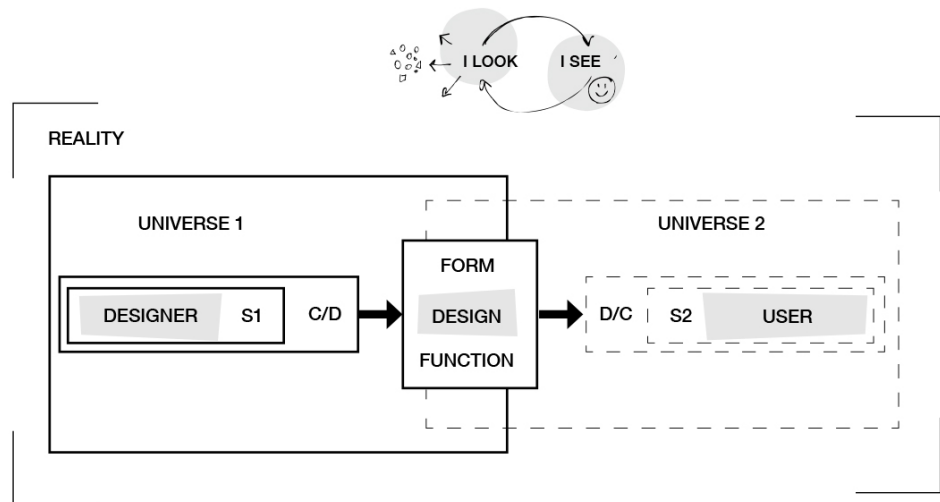 I LOOK
I SEE
REALITY
UNIVERSE 1
UNIVERSE 2
FORM
DESIGNER S1 C/D
DESIGN
D/C S2 USER
FUNCTION